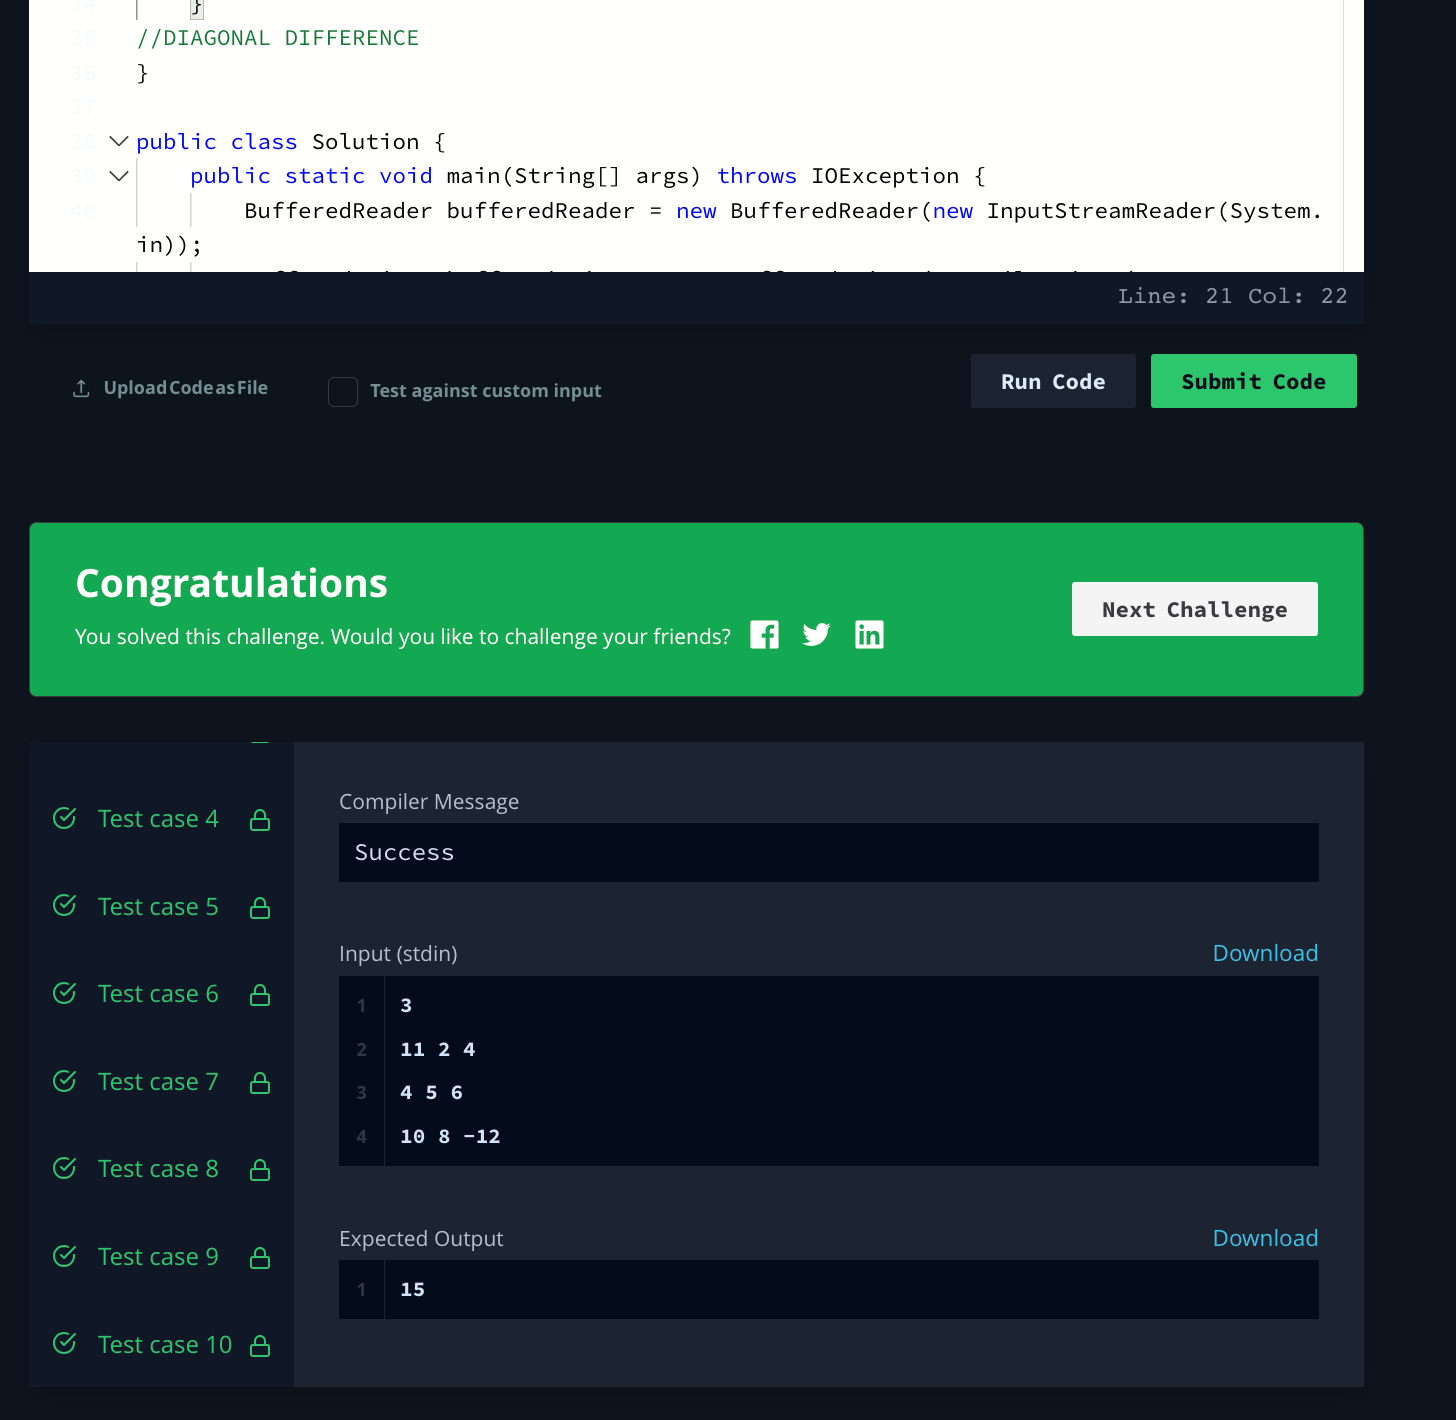 34 }
35 //DIAGONAL DIFFERENCE
36 }
37
38 public class Solution {
39 public static void main(String[] args) throws IOException {
40 BufferedReader bufferedReader = new BufferedReader(new InputStreamReader(System.
in));
Line: 21 Col: 22
Upload Code as File Test against custom input Run Code Submit Code
Congratulations
You solved this challenge. Would you like to challenge your friends?
Next Challenge
Test case 4
Test case 5
Test case 6
Test case 7
Test case 8
Test case 9
Test case 10
Compiler Message
Success
Input (stdin) Download
1 3
2 11 2 4
3 4 5 6
4 10 8 -12
Expected Output Download
1 15